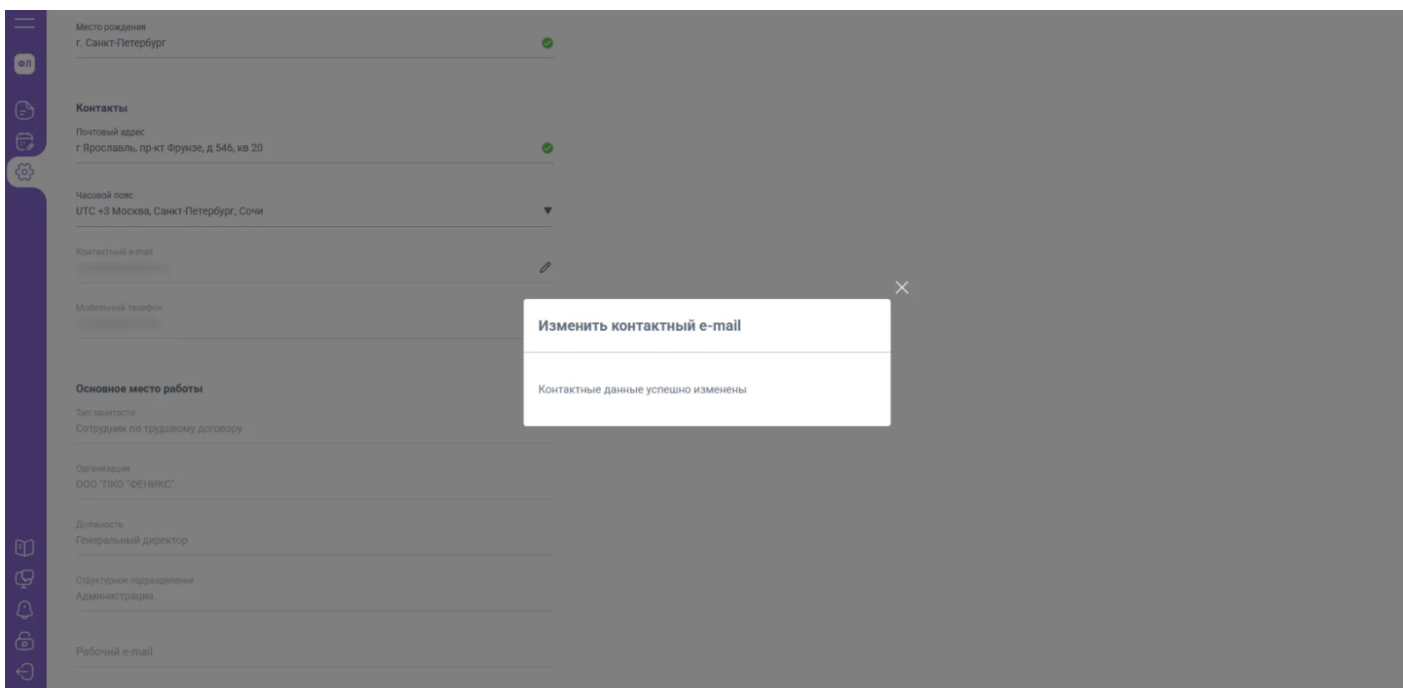 Место рождения
г. Санкт-Петербург
ФЛ
Контакты
Почтовый адрес
г Ярославль, пр-кт Фрунзе, д 546, кв 20
Часовой пояс
UTC +3 Москва, Санкт-Петербург, Сочи
Контактный e-mail
Мобильный телефон
Изменить контактный e-mail
Контактные данные успешно изменены
Основное место работы
Тип занятости
Сотрудник по трудовому договору
Организация
ООО "ПКО "ФЕНИКС"
Должность
Генеральный директор
Структурное подразделение
Администрация
Рабочий e-mail